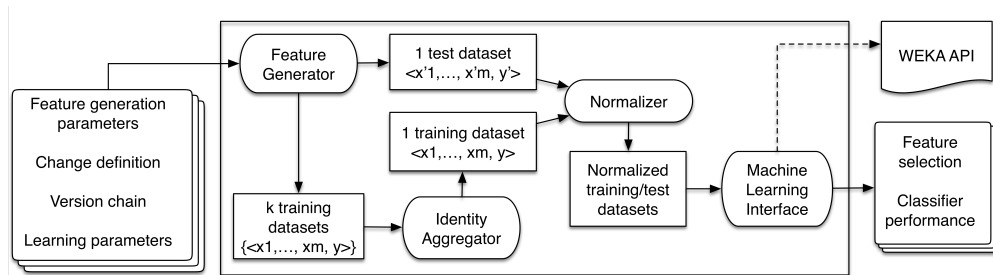 Feature generation
parameters
Change definition
Version chain
Learning parameters
Feature
Generator
1 test dataset
<x'1,..., x'm, y'>
1 training dataset
<x1,..., xm, y>
k training
datasets
{<x1,..., xm, y>}
Identity
Aggregator
Normalizer
Normalized
training/test
datasets
Machine
Learning
Interface
WEKA API
Feature
selection
Classifier
performance